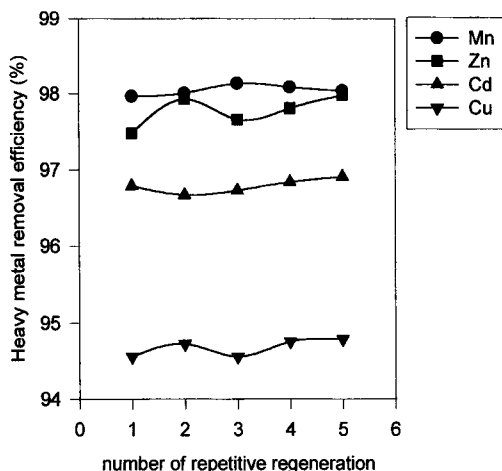 99
98
97
96
95
94
Heavy metal removal efficiency (%)
0 1 2 3 4 5 6
number of repetitive regeneration
Mn
Zn
Cd
Cu